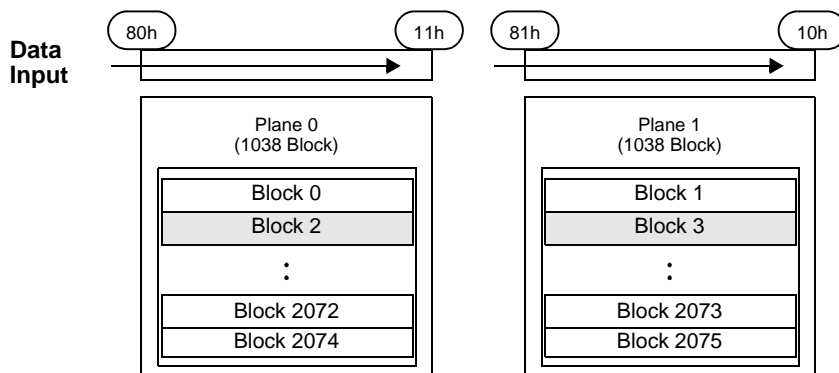 80h 11h 81h 10h
Data
Input
Plane 0 Plane 1
(1038 Block) (1038 Block)
Block 0 Block 1
Block 2 Block 3
: :
Block 2072 Block 2073
Block 2074 Block 2075